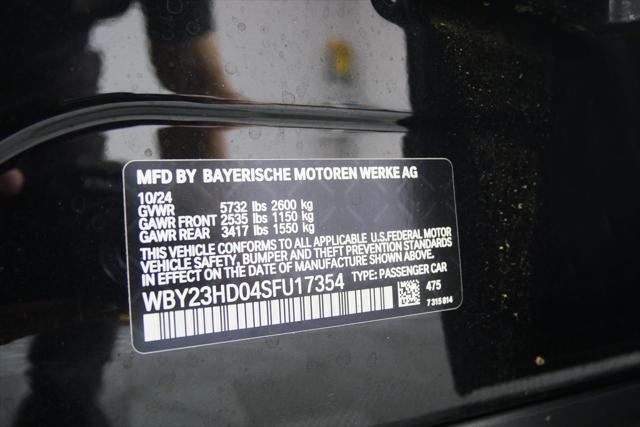 MFD BY BAYERISCHE MOTOREN WERKE AG
10/24
GVWR 5732 lbs 2600 kg
GAWR FRONT 2535 lbs 1150 kg
GAWR REAR 3417 lbs 1550 kg
THIS VEHICLE CONFORMS TO ALL APPLICABLE U.S.FEDERAL MOTOR
VEHICLE SAFETY, BUMPER AND THEFT PREVENTION STANDARDS
IN EFFECT ON THE DATE OF MANUFACTURE SHOWN ABOVE.
WBY23HD04SFU17354 TYPE: PASSENGER CAR
475
7 315 814